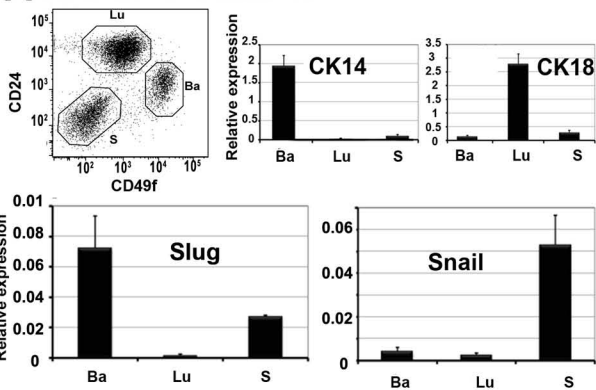 Lu
10⁵
10⁴
10³
10²
CD24
Ba
S
10² 10³ 10⁴ 10⁵
CD49f
Relative expression
2.5
2
1.5
1
0.5
0
CK14
Ba Lu S
3.5
3
2.5
2
1.5
1
0.5
0
CK18
Ba Lu S
Relative expression
0.01
0.06
0.04
0.02
0
Slug
Ba Lu S
0.06
0.04
0.02
0
Snail
Ba Lu S